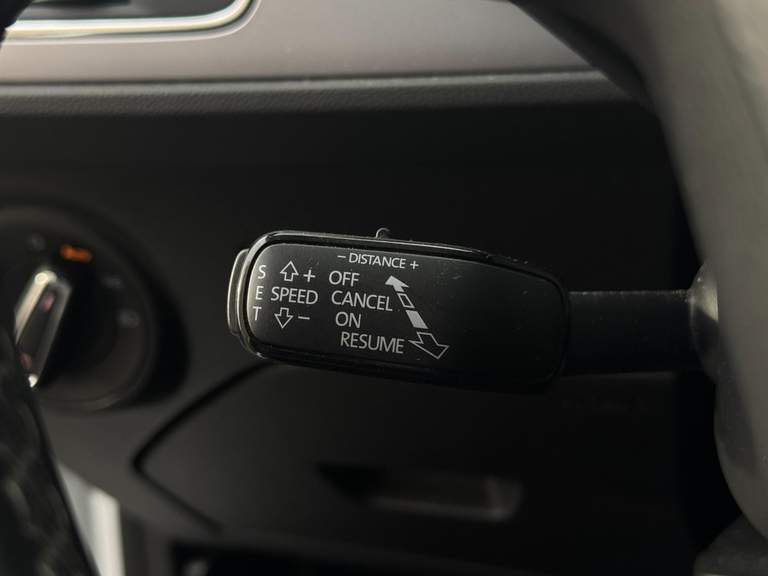 - DISTANCE +
S + OFF
E SPEED CANCEL
T - ON
RESUME